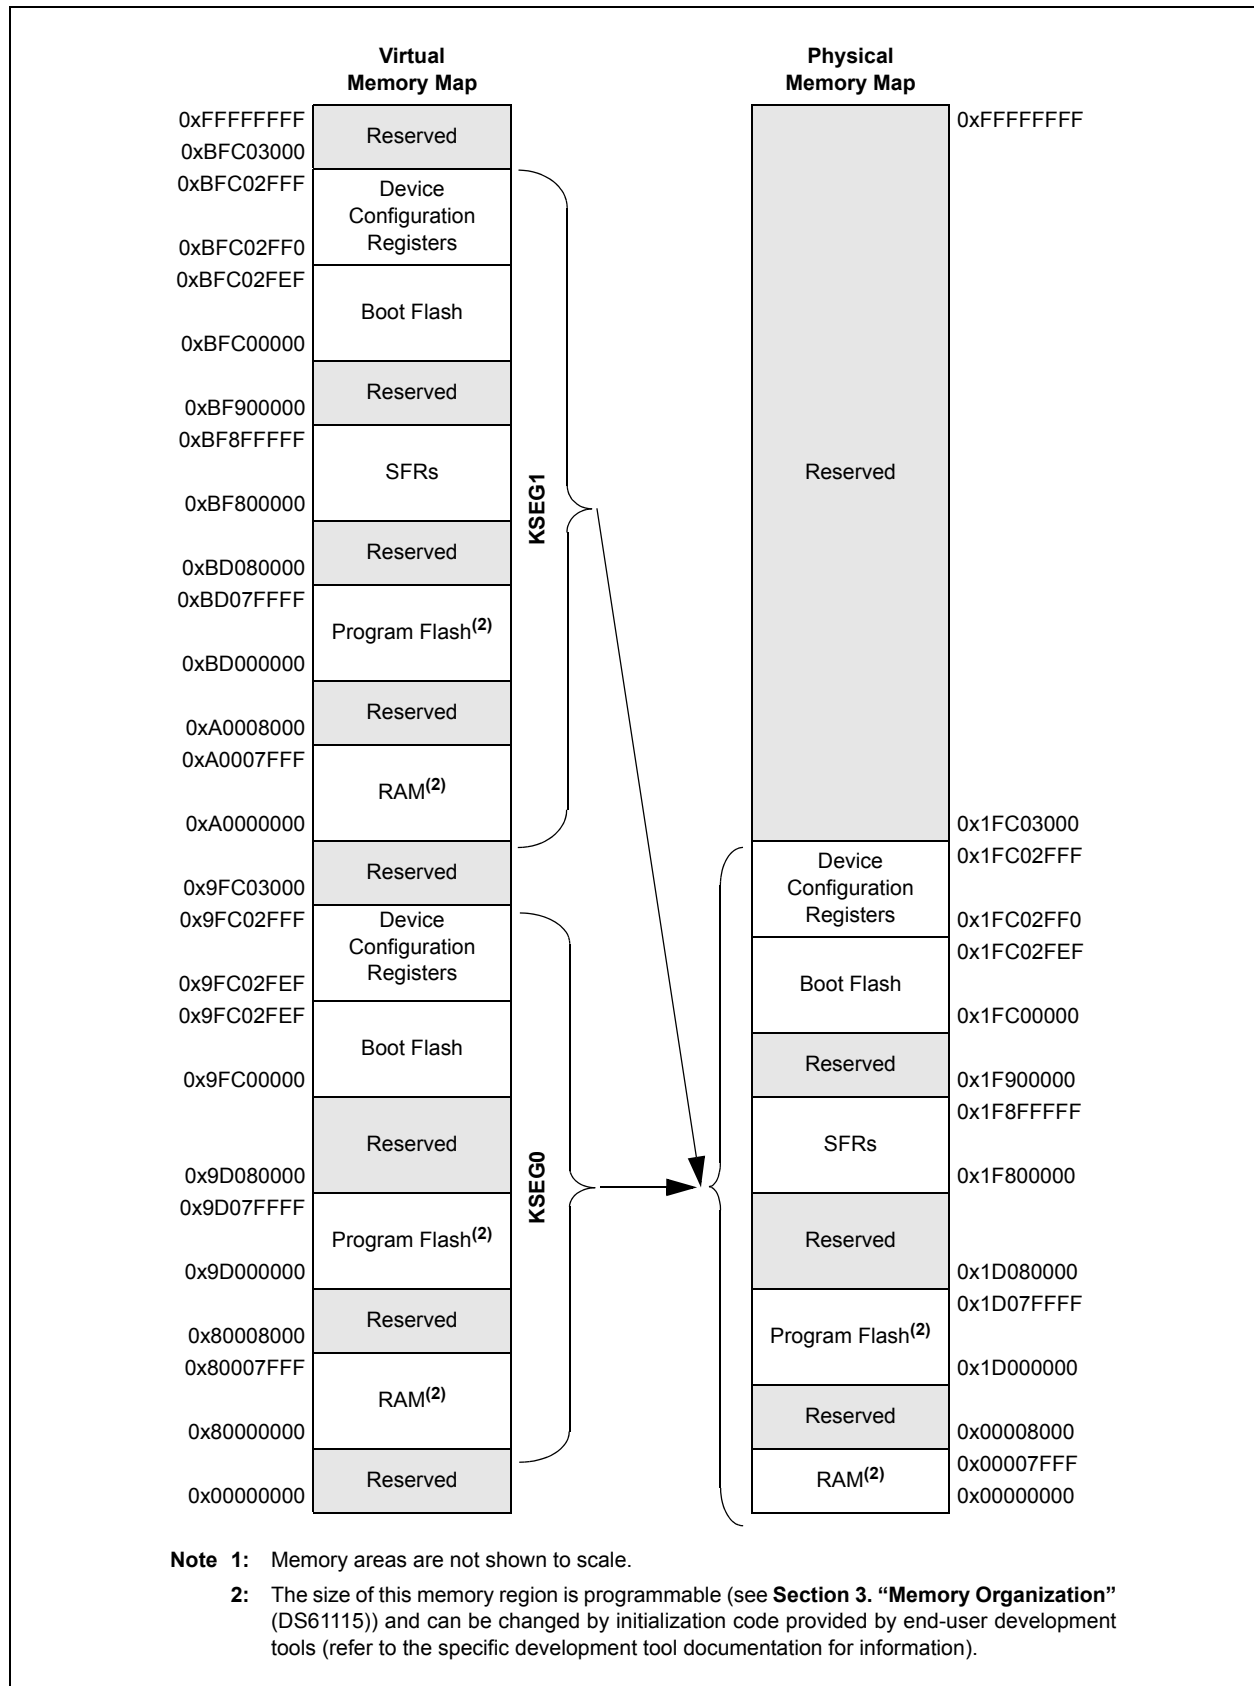 Virtual
Memory Map
0xFFFFFFFF
Reserved
0xBFC03000
0xBFC02FFF
Device
Configuration
Registers
0xBFC02FF0
0xBFC02FEF
Boot Flash
0xBFC00000
Reserved
0xBF900000
0xBF8FFFFF
SFRs
0xBF800000
Reserved
0xBD080000
0xBD07FFFF
Program Flash(2)
0xBD000000
Reserved
0xA0008000
0xA0007FFF
RAM(2)
0xA0000000
Reserved
0x9FC03000
0x9FC02FFF
Device
Configuration
Registers
0x9FC02FEF
0x9FC02FEF
Boot Flash
0x9FC00000
Reserved
0x9D080000
0x9D07FFFF
Program Flash(2)
0x9D000000
Reserved
0x80008000
0x80007FFF
RAM(2)
0x80000000
Reserved
0x00000000
KSEG1
KSEG0
Physical
Memory Map
0xFFFFFFFF
Reserved
0x1FC03000
0x1FC02FFF
Device
Configuration
Registers
0x1FC02FF0
0x1FC02FEF
Boot Flash
0x1FC00000
Reserved
0x1F900000
0x1F8FFFFF
SFRs
0x1F800000
Reserved
0x1D080000
0x1D07FFFF
Program Flash(2)
0x1D000000
Reserved
0x00008000
0x00007FFF
RAM(2)
0x00000000
Note 1: Memory areas are not shown to scale.
2: The size of this memory region is programmable (see Section 3. “Memory Organization”
(DS61115)) and can be changed by initialization code provided by end-user development
tools (refer to the specific development tool documentation for information).